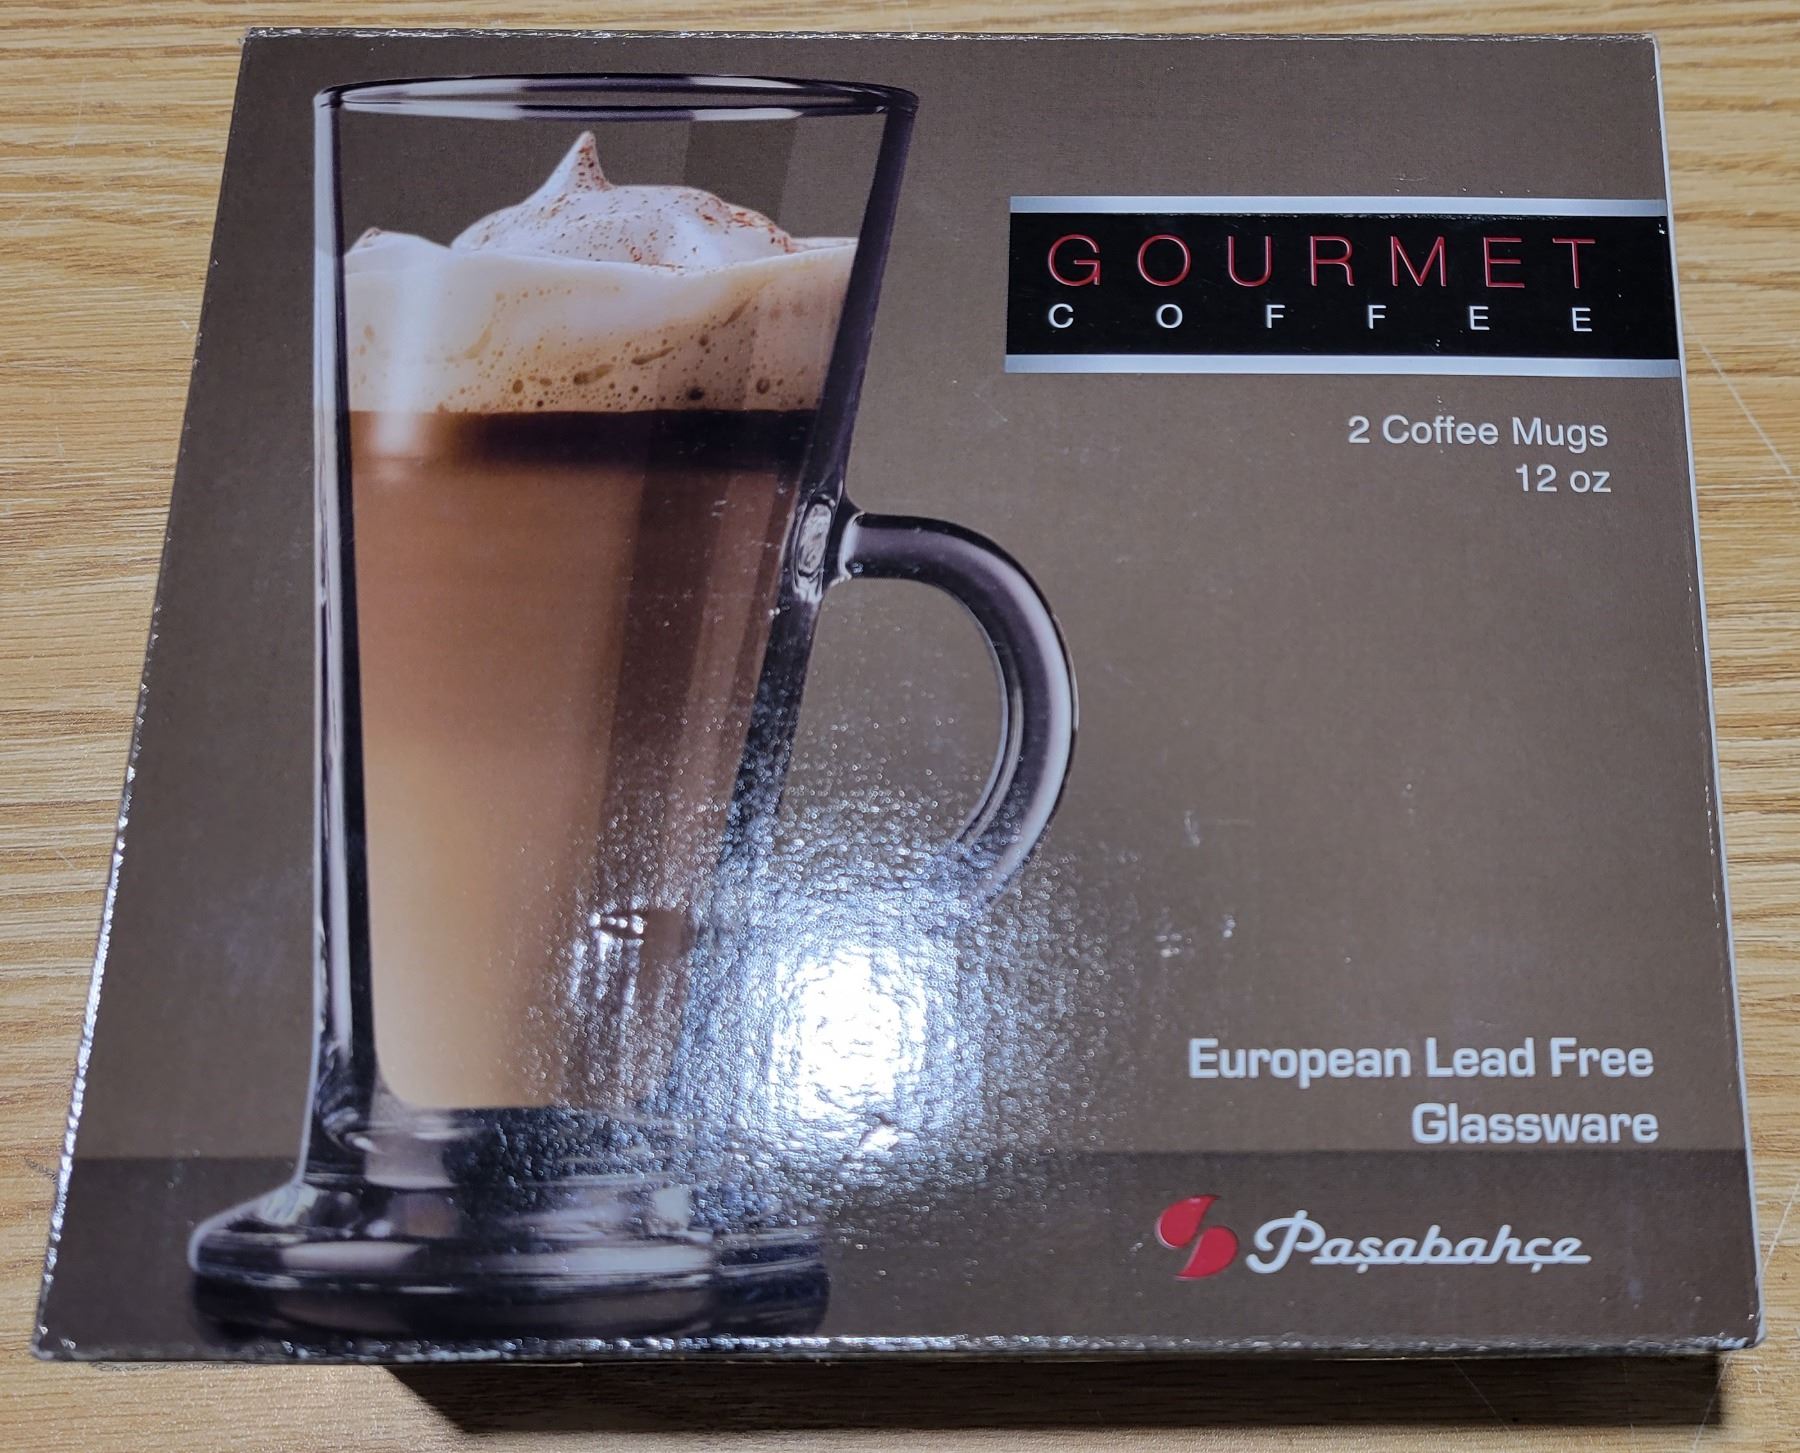 GOURMET
COFFEE
2 Coffee Mugs
12 oz
European Lead Free
Glassware
Paşabahçe